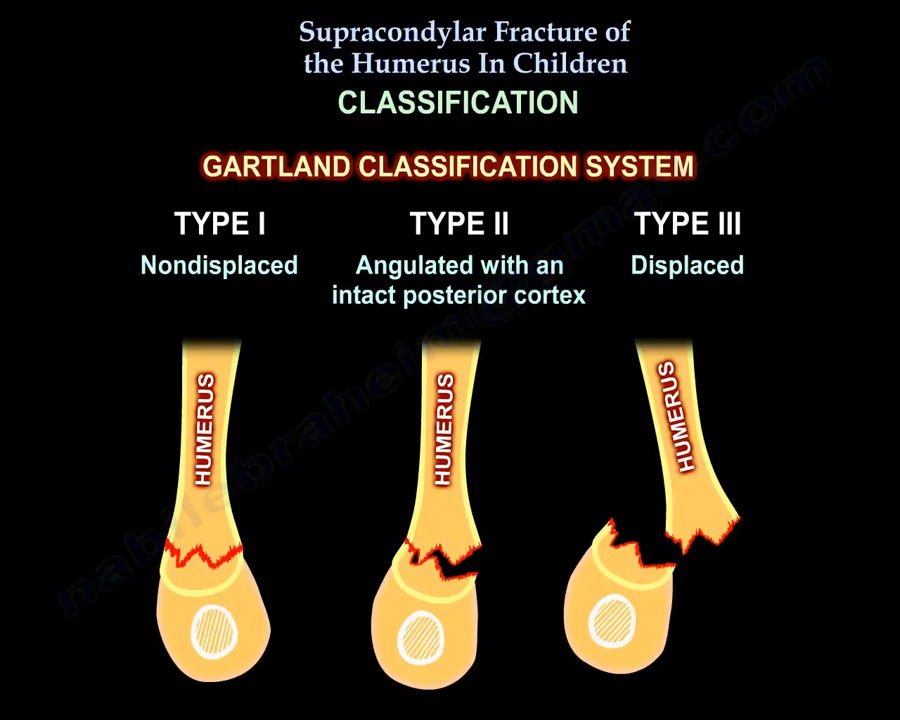 Supracondylar Fracture of
the Humerus In Children
CLASSIFICATION
GARTLAND CLASSIFICATION SYSTEM
TYPE I
Nondisplaced
TYPE II
Angulated with an
intact posterior cortex
TYPE III
Displaced
HUMERUS
HUMERUS
HUMERUS